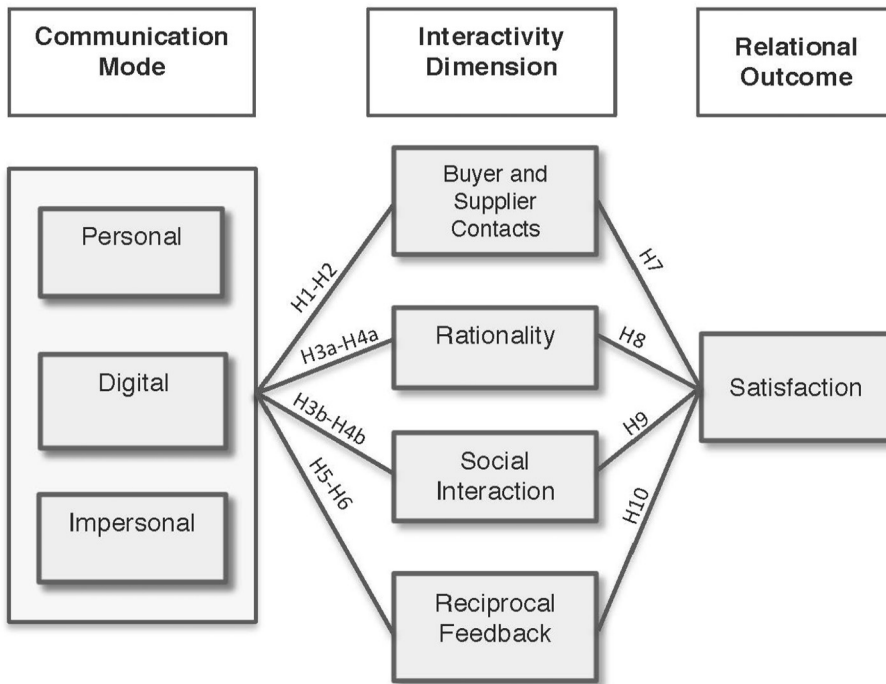 Communication
Mode
Interactivity
Dimension
Relational
Outcome
Personal
Digital
Impersonal
H1-H2
H3a-H4a
H3b-H4b
H5-H6
Buyer and
Supplier
Contacts
Rationality
Social
Interaction
Reciprocal
Feedback
H7
H8
H9
H10
Satisfaction